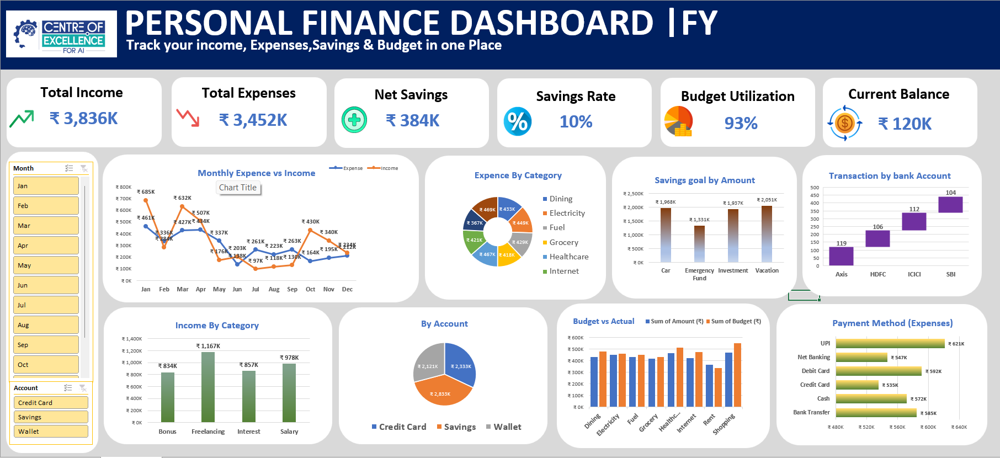 CENTRE OF
EXCELLENCE
FOR AI
PERSONAL FINANCE DASHBOARD |FY
Track your income, Expenses,Savings & Budget in one Place
Total Income
₹ 3,836K
Total Expenses
₹ 3,452K
Net Savings
₹ 384K
Savings Rate
%
10%
Budget Utilization
93%
Current Balance
$
₹ 120K
Month
Jan
Feb
Mar
Apr
May
Jun
Jul
Aug
Sep
Oct
Account
Credit Card
Savings
Wallet
Monthly Expence vs Income
Expense
Income
Chart Title
₹ 800K
₹ 700K
₹ 600K
₹ 500K
₹ 400K
₹ 300K
₹ 200K
₹ 100K
₹ 0K
₹ 685K
₹ 461K
₹ 336K
₹ 284K
₹ 632K
₹ 427K
₹ 507K
₹ 434K
₹ 337K
₹ 176K
₹ 203K
₹ 138K
₹ 261K
₹ 97K
₹ 223K
₹ 118K
₹ 263K
₹ 130K
₹ 430K
₹ 164K
₹ 340K
₹ 195K
₹ 234K
₹ 212K
Jan Feb Mar Apr May Jun Jul Aug Sep Oct Nov Dec
Expence By Category
₹ 469K
₹ 433K
₹ 367K
₹ 449K
₹ 421K
₹ 429K
₹ 467K
₹ 418K
Dining
Electricity
Fuel
Grocery
Healthcare
Internet
Savings goal by Amount
₹ 2,500K
₹ 2,000K
₹ 1,500K
₹ 1,000K
₹ 500K
₹ 0K
₹ 1,968K
₹ 1,331K
₹ 1,937K
₹ 2,051K
Car
Emergency
Fund
Investment
Vacation
Transaction by bank Account
500
450
400
350
300
250
200
150
100
50
0
119
106
112
104
Axis HDFC ICICI SBI
Income By Category
₹ 1,400K
₹ 1,200K
₹ 1,000K
₹ 800K
₹ 600K
₹ 400K
₹ 200K
₹ 0K
₹ 834K
₹ 1,167K
₹ 857K
₹ 978K
Bonus Freelancing Interest Salary
By Account
₹ 2,121K
₹ 2,333K
₹ 2,833K
Credit Card Savings Wallet
Budget vs Actual
Sum of Amount (₹)
Sum of Budget (₹)
₹ 600K
₹ 500K
₹ 400K
₹ 300K
₹ 200K
₹ 100K
₹ 0K
Dining
Electricity
Fuel
Grocery
Healthc...
Internet
Rent
Shopping
Payment Method (Expenses)
UPI ₹ 621K
Net Banking ₹ 547K
Debit Card ₹ 592K
Credit Card ₹ 535K
Cash ₹ 572K
Bank Transfer ₹ 585K
₹ 480K ₹ 520K ₹ 560K ₹ 600K ₹ 640K